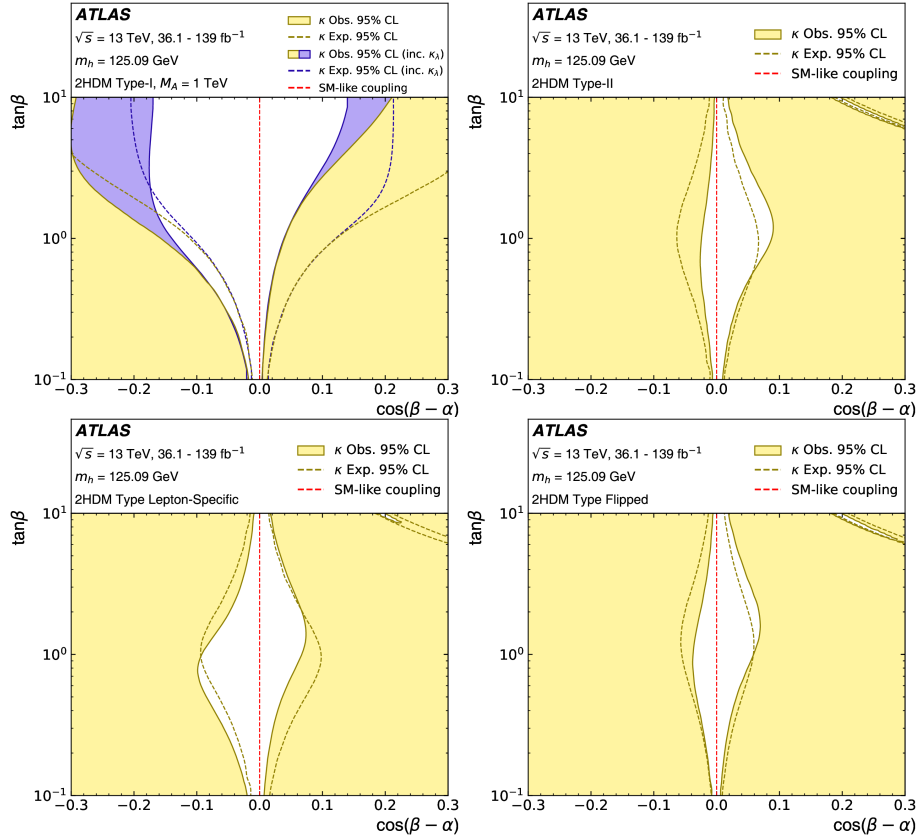 ATLAS
√s = 13 TeV, 36.1 - 139 fb⁻¹
m_h = 125.09 GeV
2HDM Type-I, M_A = 1 TeV
κ Obs. 95% CL
κ Exp. 95% CL
κ Obs. 95% CL (inc. κ_λ)
κ Exp. 95% CL (inc. κ_λ)
SM-like coupling
tanβ
10¹
10⁰
10⁻¹
−0.3 −0.2 −0.1 0.0 0.1 0.2 0.3
cos(β − α)
ATLAS
√s = 13 TeV, 36.1 - 139 fb⁻¹
m_h = 125.09 GeV
2HDM Type-II
κ Obs. 95% CL
κ Exp. 95% CL
SM-like coupling
tanβ
10¹
10⁰
10⁻¹
−0.3 −0.2 −0.1 0.0 0.1 0.2 0.3
cos(β − α)
ATLAS
√s = 13 TeV, 36.1 - 139 fb⁻¹
m_h = 125.09 GeV
2HDM Type Lepton-Specific
κ Obs. 95% CL
κ Exp. 95% CL
SM-like coupling
tanβ
10¹
10⁰
10⁻¹
−0.3 −0.2 −0.1 0.0 0.1 0.2 0.3
cos(β − α)
ATLAS
√s = 13 TeV, 36.1 - 139 fb⁻¹
m_h = 125.09 GeV
2HDM Type Flipped
κ Obs. 95% CL
κ Exp. 95% CL
SM-like coupling
tanβ
10¹
10⁰
10⁻¹
−0.3 −0.2 −0.1 0.0 0.1 0.2 0.3
cos(β − α)